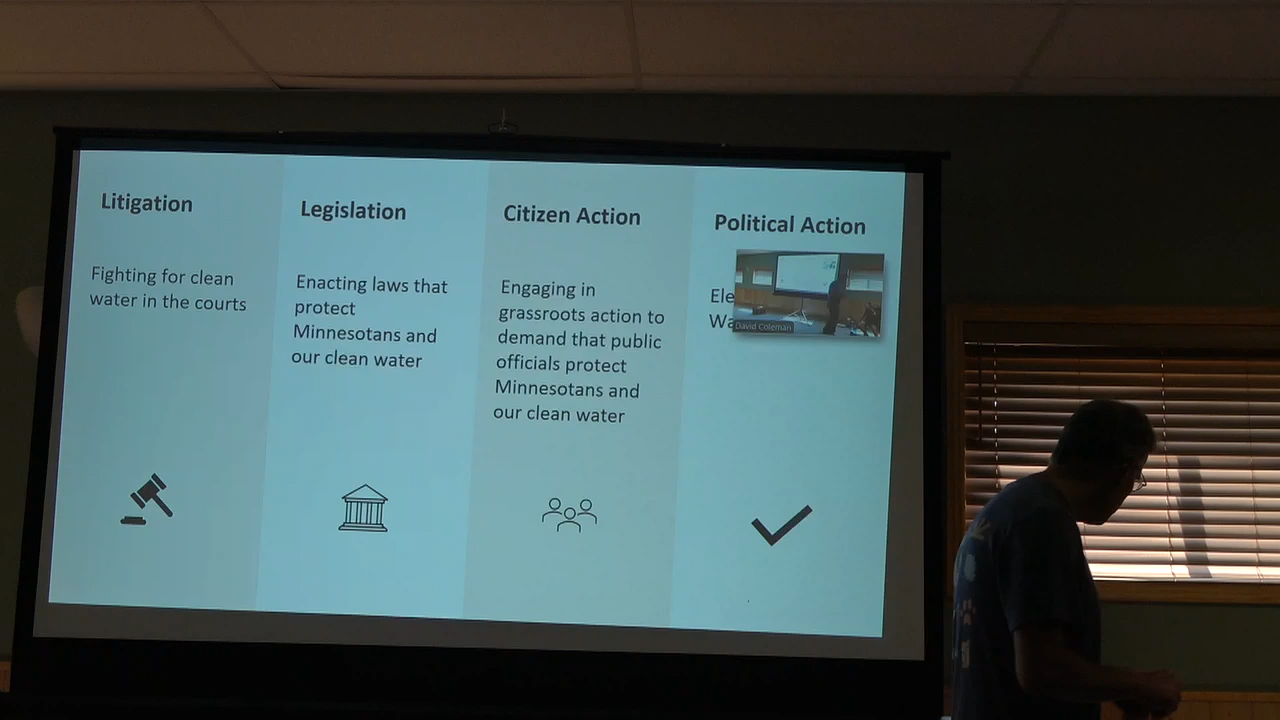 Litigation
Fighting for clean
water in the courts
Legislation
Enacting laws that
protect
Minnesotans and
our clean water
Citizen Action
Engaging in
grassroots action to
demand that public
officials protect
Minnesotans and
our clean water
Political Action
David Coleman